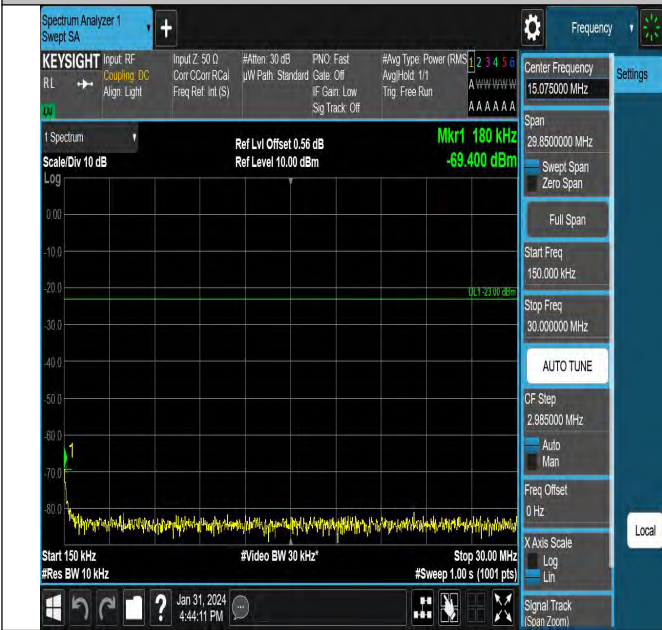 Spectrum Analyzer 1
Swept SA
+
Frequency
KEYSIGHT
RL
Input: RF
Coupling: DC
Align: Light
Input Z: 50 Ω
Corr CCorr RCal
Freq Ref: Int (S)
#Atten: 30 dB
µW Path: Standard
PNO: Fast
Gate: Off
IF Gain: Low
Sig Track: Off
#Avg Type: Power (RMS
Avg|Hold: 1/1
Trig: Free Run
1 2 3 4 5 6
A W W W W W
A A A A A A
1 Spectrum
Scale/Div 10 dB
Log
Ref Lvl Offset 0.56 dB
Ref Level 10.00 dBm
Mkr1 180 kHz
-69.400 dBm
0.00
-10.0
-20.0
-30.0
-40.0
-50.0
-60.0
-70.0
-80.0
DL1 -23.00 dBm
1
Start 150 kHz
#Res BW 10 kHz
#Video BW 30 kHz*
Stop 30.00 MHz
#Sweep 1.00 s (1001 pts)
Jan 31, 2024
4:44:11 PM
Center Frequency
15.075000 MHz
Settings
Span
29.8500000 MHz
Swept Span
Zero Span
Full Span
Start Freq
150.000 kHz
Stop Freq
30.000000 MHz
AUTO TUNE
CF Step
2.985000 MHz
Auto
Man
Freq Offset
0 Hz
Local
X Axis Scale
Log
Lin
Signal Track
(Span Zoom)